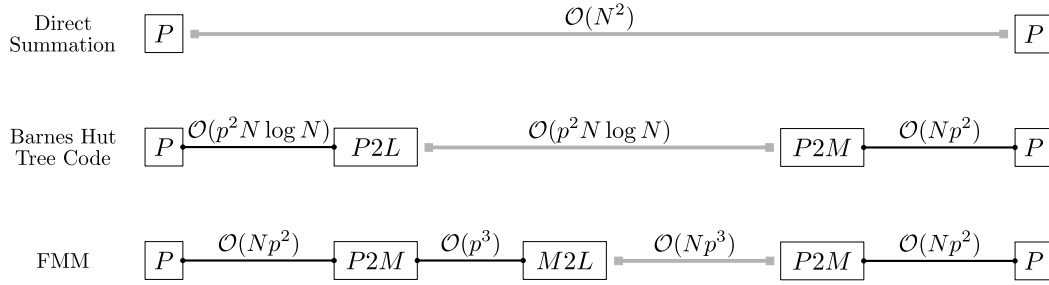 Direct
Summation
P
𝒪(N²)
P
Barnes Hut
Tree Code
P
𝒪(p²N log N)
P2L
𝒪(p²N log N)
P2M
𝒪(Np²)
P
FMM
P
𝒪(Np²)
P2M
𝒪(p³)
M2L
𝒪(Np³)
P2M
𝒪(Np²)
P